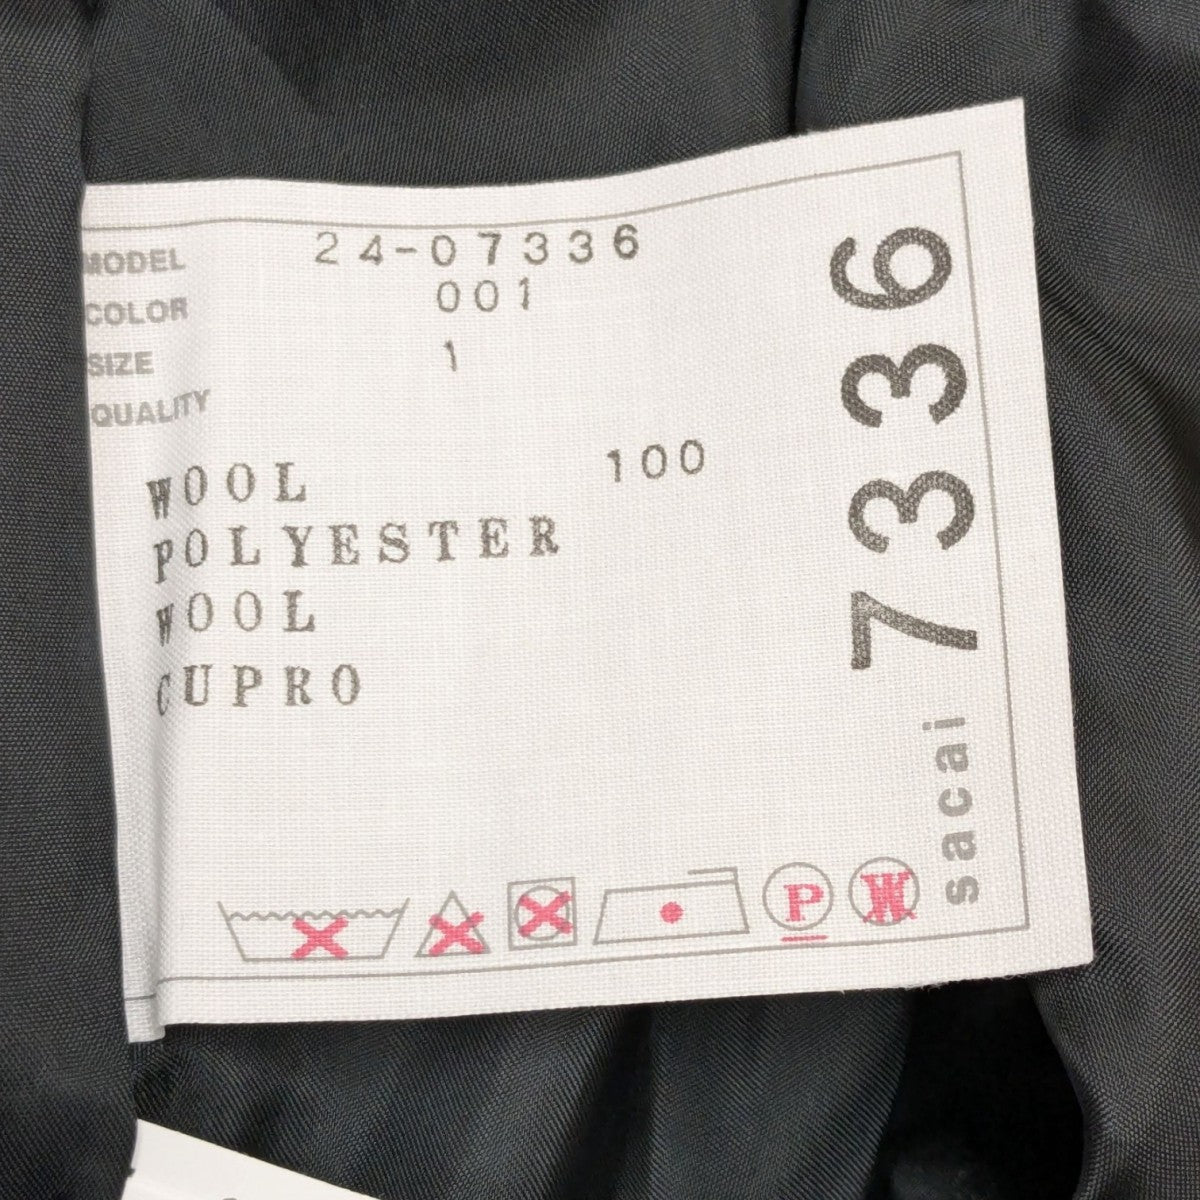 MODEL 24-07336
COLOR 001
SIZE 1
QUALITY
WOOL 100
POLYESTER
WOOL
CUPRO
P W
sacai 7336